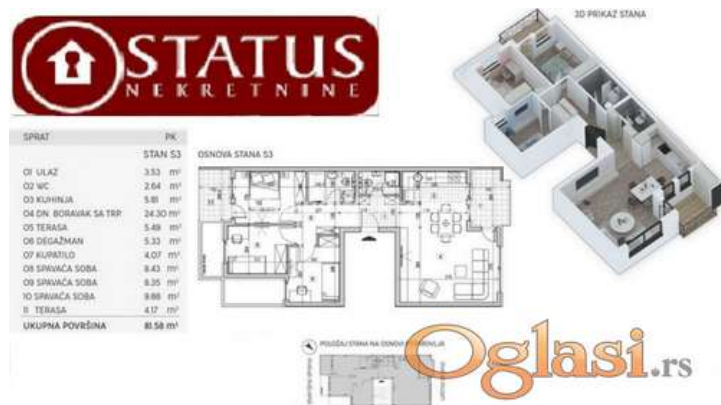 STATUS
NEKRETNINE
3D PRIKAZ STANA
SPRAT PK
STAN S3
01 ULAZ 3.53 m²
02 WC 2.64 m²
03 KUHINJA 5.81 m²
04 DN. BORAVAK SA TRP. 24.30 m²
05 TERASA 5.49 m²
06 DEGAŽMAN 5.33 m²
07 KUPATILO 4.07 m²
08 SPAVAĆA SOBA 8.43 m²
09 SPAVAĆA SOBA 8.35 m²
10 SPAVAĆA SOBA 9.88 m²
11 TERASA 4.17 m²
UKUPNA POVRŠINA 81.58 m²
OSNOVA STANA S3
POLOŽAJ STANA NA OSNOVI
Oglasi.rs